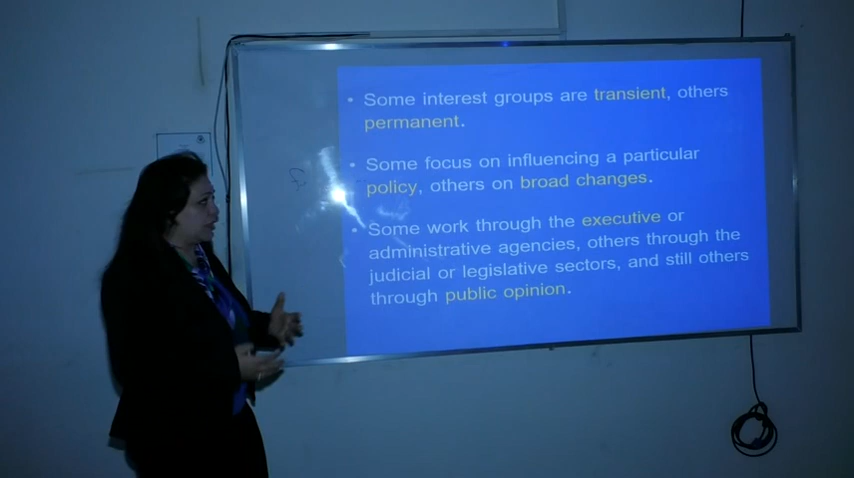 • Some interest groups are transient, others
permanent.
• Some focus on influencing a particular
policy, others on broad changes.
• Some work through the executive or
administrative agencies, others through the
judicial or legislative sectors, and still others
through public opinion.